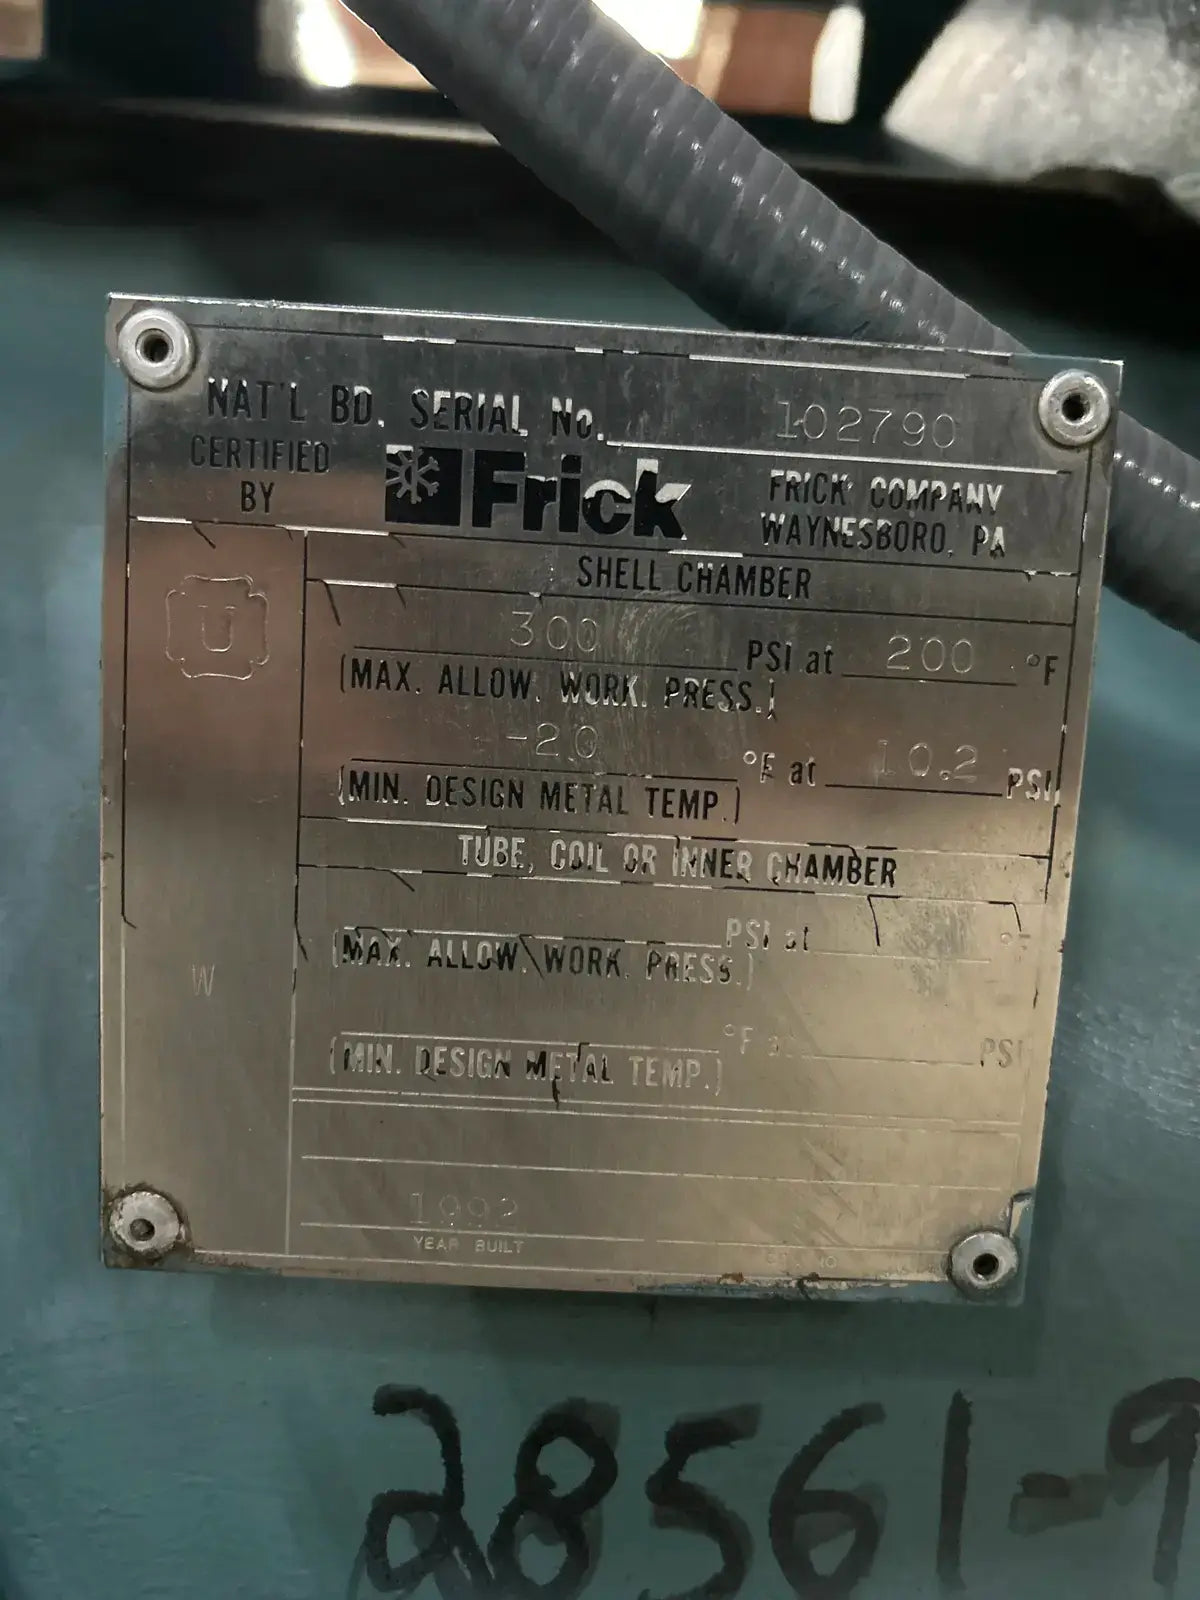 NAT'L BD. SERIAL No. 102790
CERTIFIED BY
Frick
FRICK COMPANY
WAYNESBORO, PA
SHELL CHAMBER
U
300 PSI at 200 °F
(MAX. ALLOW. WORK. PRESS.)
-20 °F at 10.2 PSI
(MIN. DESIGN METAL TEMP.)
TUBE, COIL OR INNER CHAMBER
PSI at °F
(MAX. ALLOW. WORK. PRESS.)
W
°F at PSI
(MIN. DESIGN METAL TEMP.)
1992
YEAR BUILT
28561-9